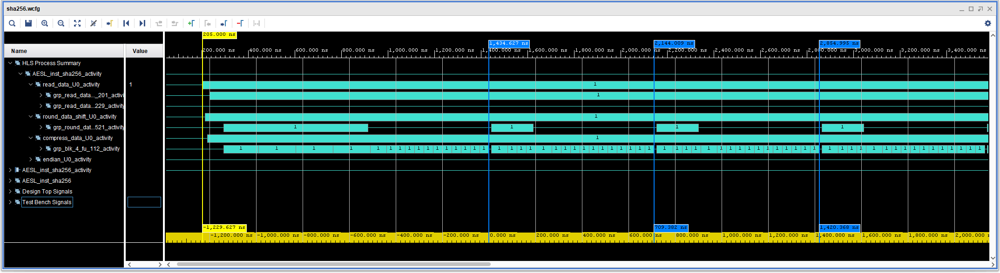 sha256.wcfg
205.000 ns
1,434.627 ns 2,144.009 ns 2,854.995 ns
Name Value
200.000 ns 400.000 ns 600.000 ns 800.000 ns 1,000.000 ns 1,200.000 ns 1,400.000 ns 1,600.000 ns 1,800.000 ns 2,000.000 ns 2,200.000 ns 2,400.000 ns 2,600.000 ns 2,800.000 ns 3,000.000 ns 3,200.000 ns 3,400.000 ns
HLS Process Summary
AESL_inst_sha256_activity
read_data_U0_activity 1 1
grp_read_data..._201_activi 1
grp_read_data...229_activity
round_data_shift_U0_activity 1
grp_round_dat...521_activity 1 1 1 1
compress_data_U0_activity 1
grp_blk_4_fu_112_activity 1 1 1 1 1 1 1 1 1 1 1 1 1 1 1 1 1 1 1 1 1 1 1 1 1 1 1 1 1 1 1 1 1 1 1 1 1 1 1 1 1 1 1 1 1 1 1 1 1 1 1 1 1 1 1 1 1 1 1 1 1 1 1
endian_U0_activity
AESL_inst_sha256_activity
AESL_inst_sha256
Design Top Signals
Test Bench Signals
-1,229.627 ns 709.382 ns 1,420.368 ns
-1,200.000 ns -1,000.000 ns -800.000 ns -600.000 ns -400.000 ns -200.000 ns 0.000 ns 200.000 ns 400.000 ns 600.000 ns 800.000 ns 1,000.000 ns 1,200.000 ns 1,400.000 ns 1,600.000 ns 1,800.000 ns 2,000.000